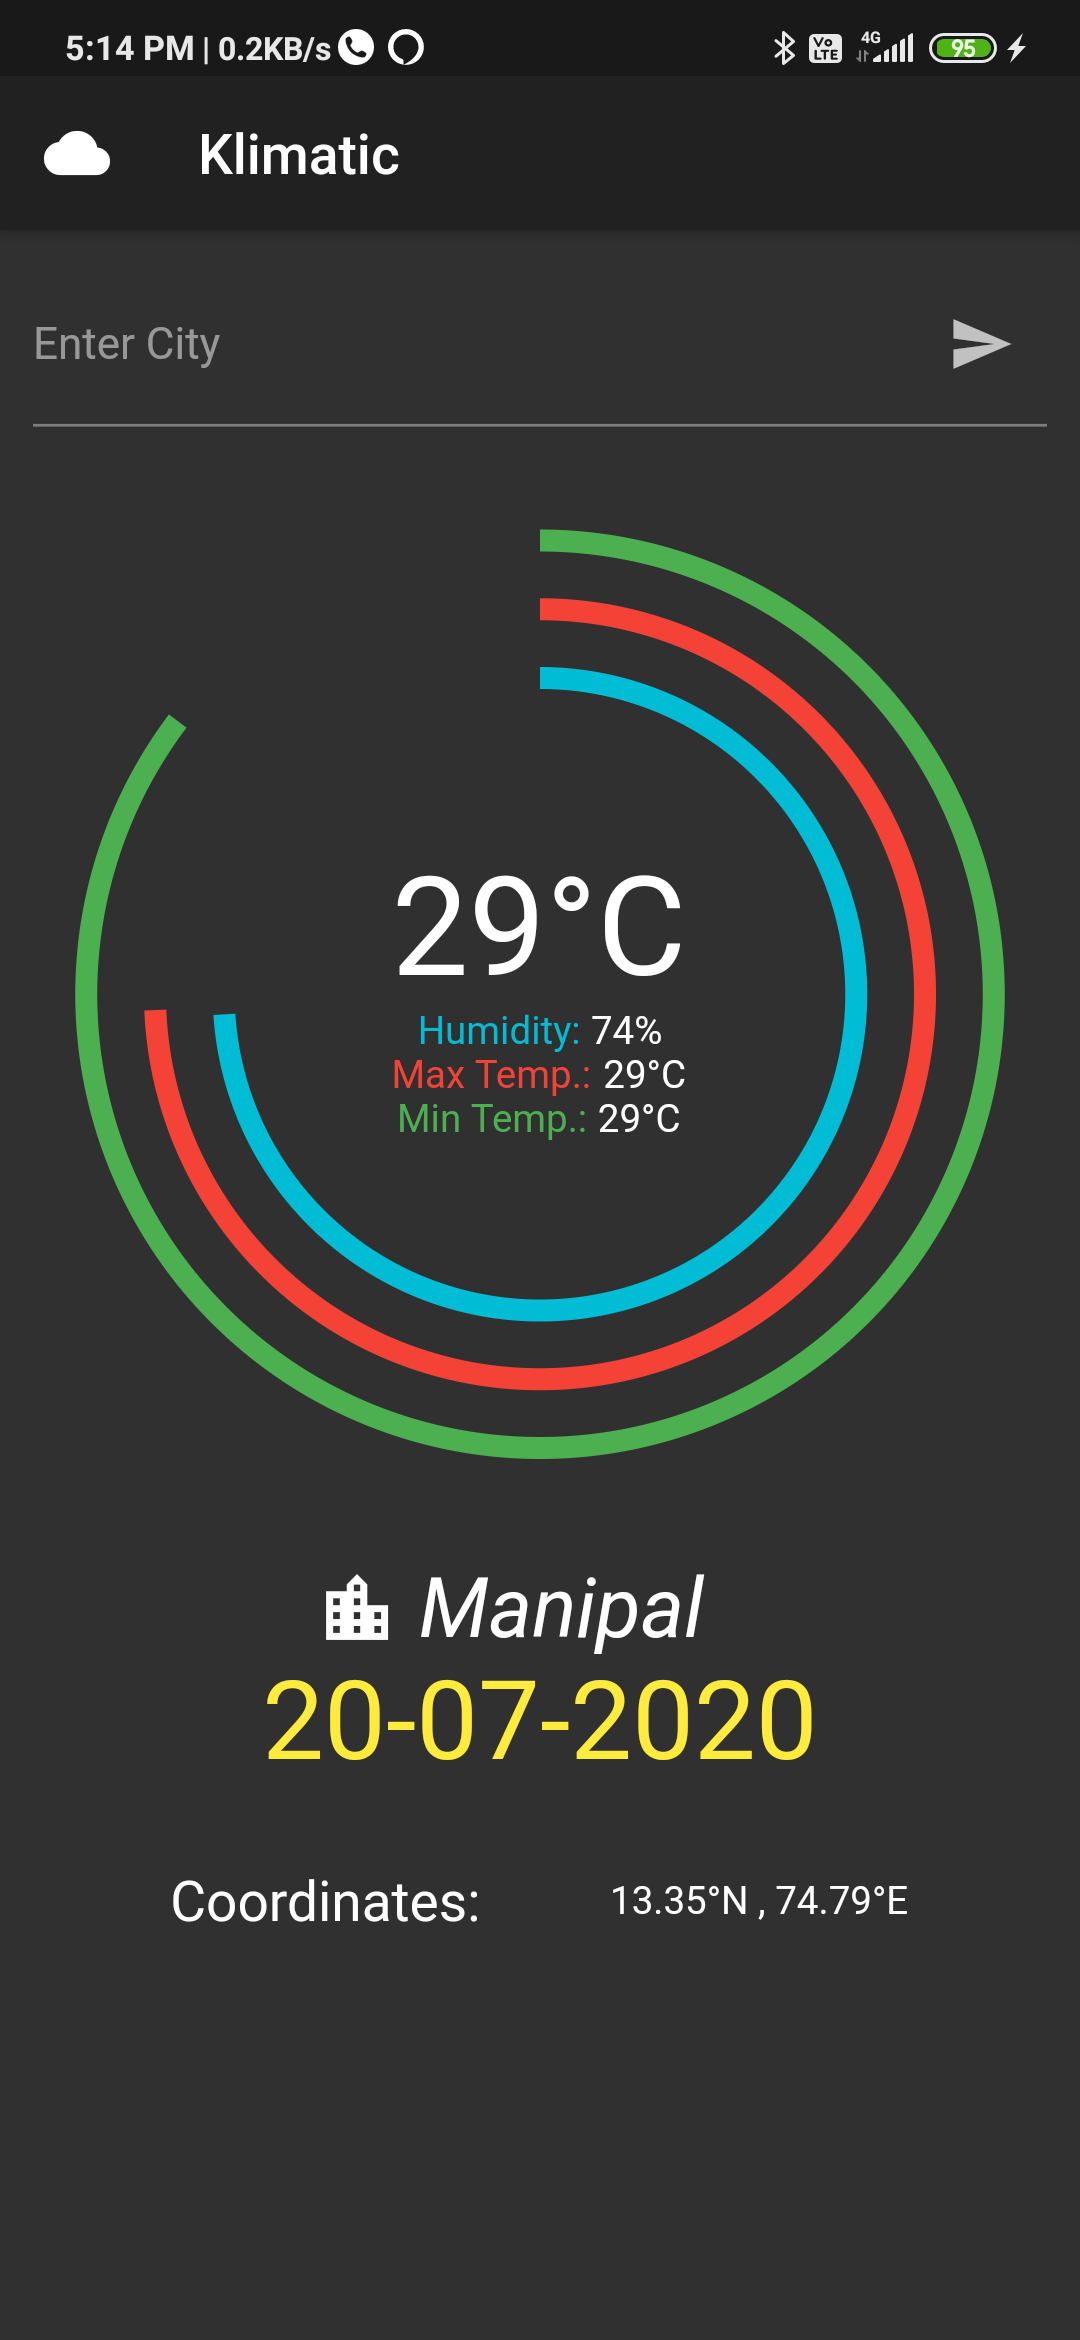 5:14 PM | 0.2KB/s Vo LTE 4G 95
Klimatic
Enter City
29°C
Humidity: 74%
Max Temp.: 29°C
Min Temp.: 29°C
Manipal
20-07-2020
Coordinates: 13.35°N , 74.79°E